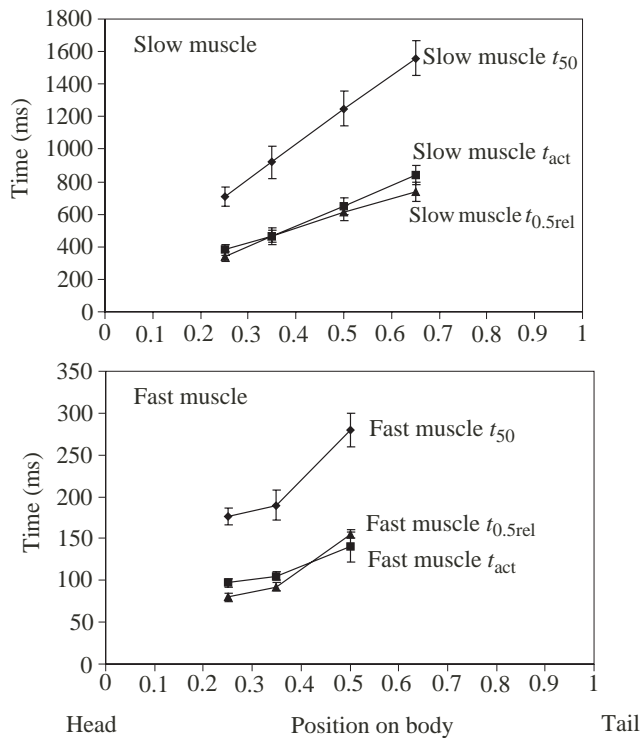 1800
1600
1400
1200
1000
800
600
400
200
0
Time (ms)
Slow muscle
Slow muscle t50
Slow muscle tact
Slow muscle t0.5rel
0 0.1 0.2 0.3 0.4 0.5 0.6 0.7 0.8 0.9 1
350
300
250
200
150
100
50
0
Time (ms)
Fast muscle
Fast muscle t50
Fast muscle t0.5rel
Fast muscle tact
0 0.1 0.2 0.3 0.4 0.5 0.6 0.7 0.8 0.9 1
Head Position on body Tail